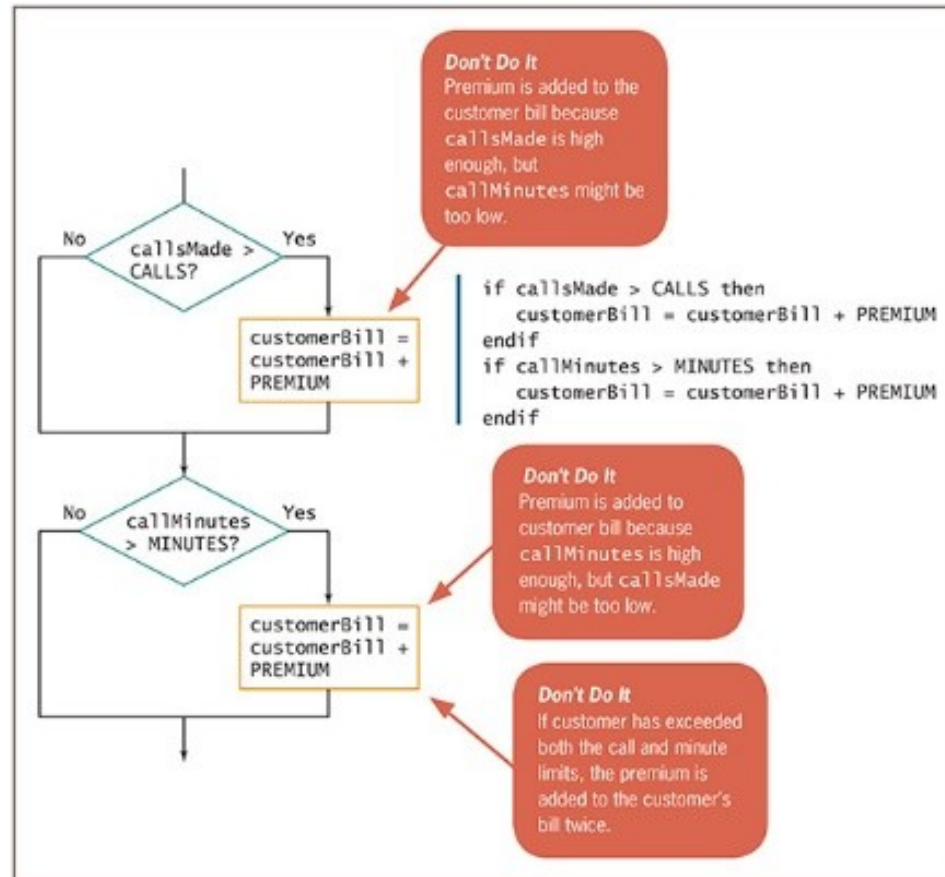 Don't Do It
Premium is added to the
customer bill because
callsMade is high
enough, but
callMinutes might be
too low.
No
callsMade >
CALLS?
Yes
customerBill =
customerBill +
PREMIUM
if callsMade > CALLS then
customerBill = customerBill + PREMIUM
endif
if callMinutes > MINUTES then
customerBill = customerBill + PREMIUM
endif
No
callMinutes
> MINUTES?
Yes
customerBill =
customerBill +
PREMIUM
Don't Do It
Premium is added to
customer bill because
callMinutes is high
enough, but callsMade
might be too low.
Don't Do It
If customer has exceeded
both the call and minute
limits, the premium is
added to the customer's
bill twice.